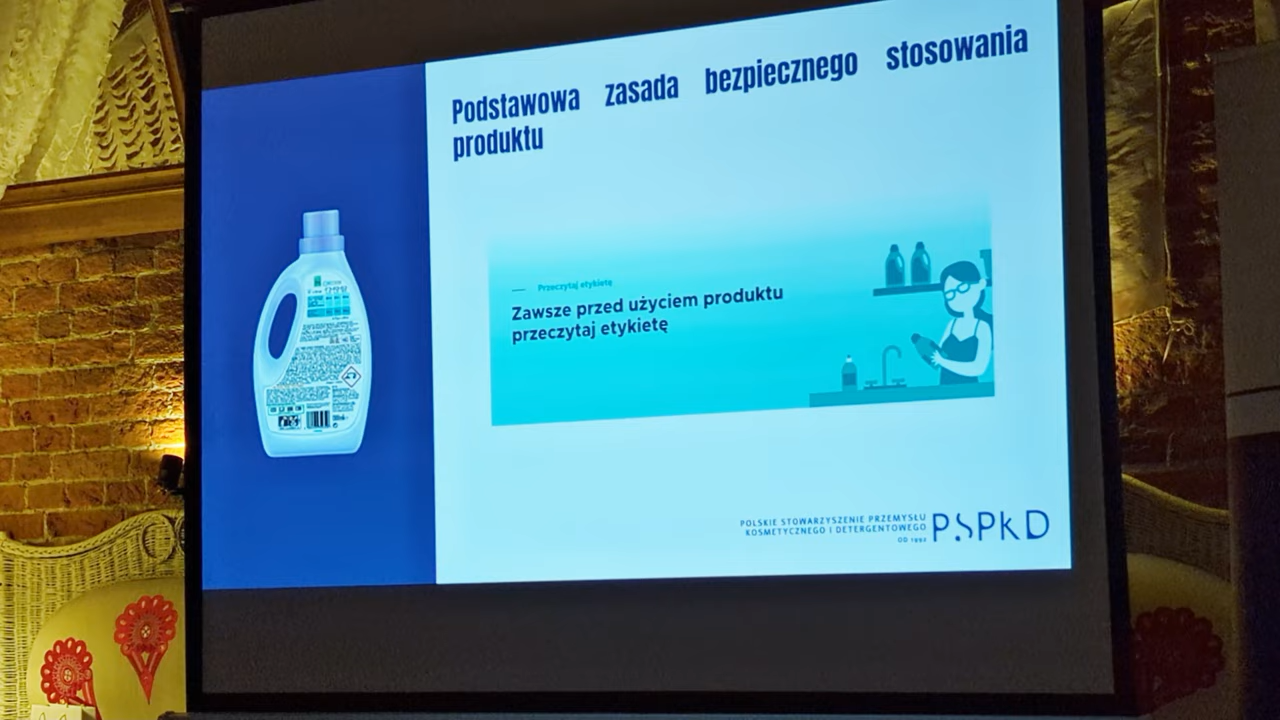 Podstawowa zasada bezpiecznego stosowania
produktu
Przeczytaj etykietę
Zawsze przed użyciem produktu
przeczytaj etykietę
POLSKIE STOWARZYSZENIE PRZEMYSŁU
KOSMETYCZNEGO I DETERGENTOWEGO
OD 1992
PSPKD